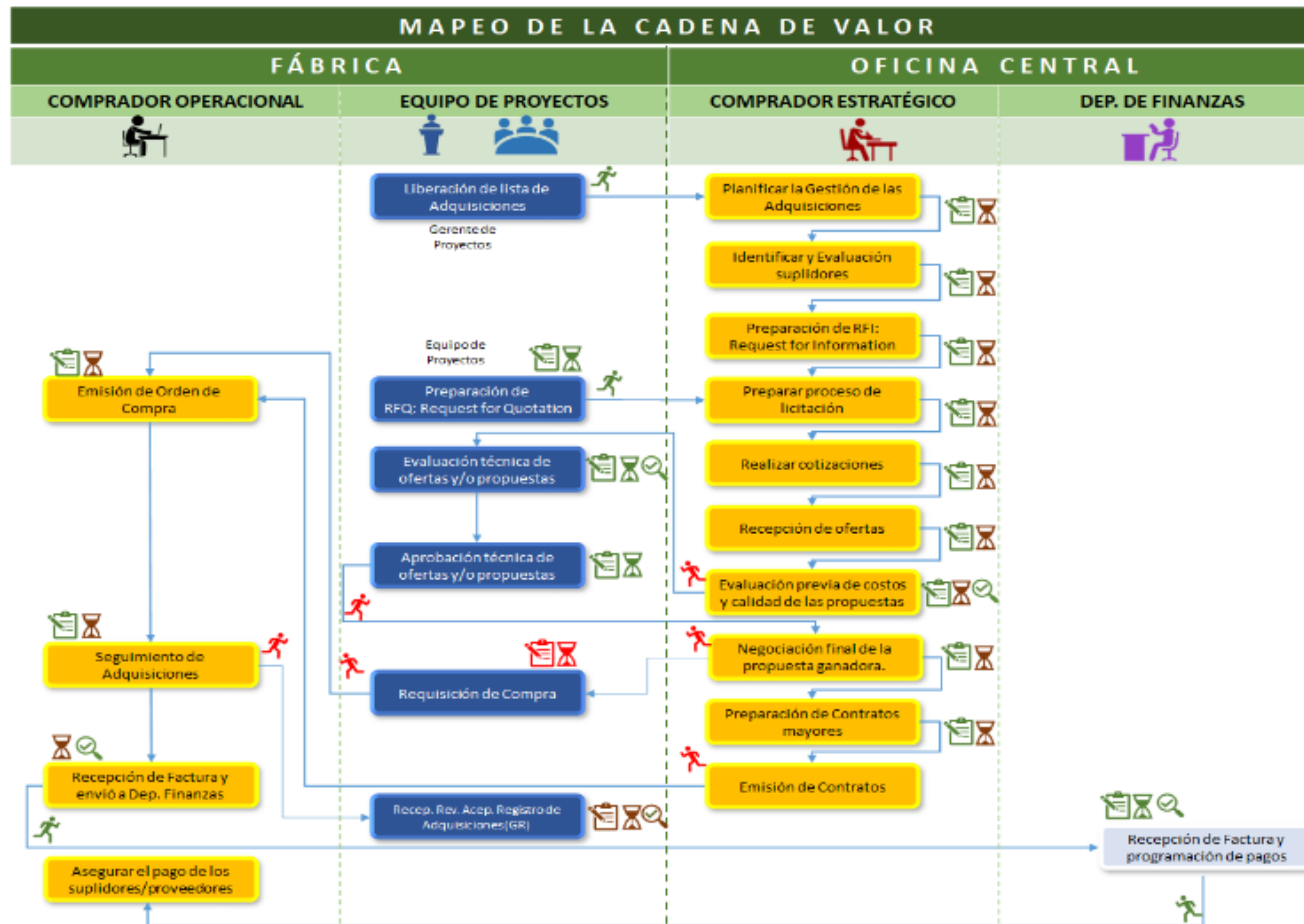 MAPEO DE LA CADENA DE VALOR
FÁBRICA
OFICINA CENTRAL
COMPRADOR OPERACIONAL
EQUIPO DE PROYECTOS
COMPRADOR ESTRATÉGICO
DEP. DE FINANZAS
Liberación de lista de
Adquisiciones
Gerente de
Proyectos
Planificar la Gestión de las
Adquisiciones
Identificar y Evaluación
suplidores
Preparación de RFI:
Request for Information
Equipo de
Proyectos
Emisión de Orden de
Compra
Preparación de
RFQ: Request for Quotation
Preparar proceso de
licitación
Evaluación técnica de
ofertas y/o propuestas
Realizar cotizaciones
Recepción de ofertas
Aprobación técnica de
ofertas y/o propuestas
Evaluación previa de costos
y calidad de las propuestas
Seguimiento de
Adquisiciones
Negociación final de la
propuesta ganadora.
Requisición de Compra
Preparación de Contratos
mayores
Recepción de Factura y
envió a Dep. Finanzas
Emisión de Contratos
Recep. Rev. Acep. Registro de
Adquisiciones(GR)
Recepción de Factura y
programación de pagos
Asegurar el pago de los
suplidores/proveedores